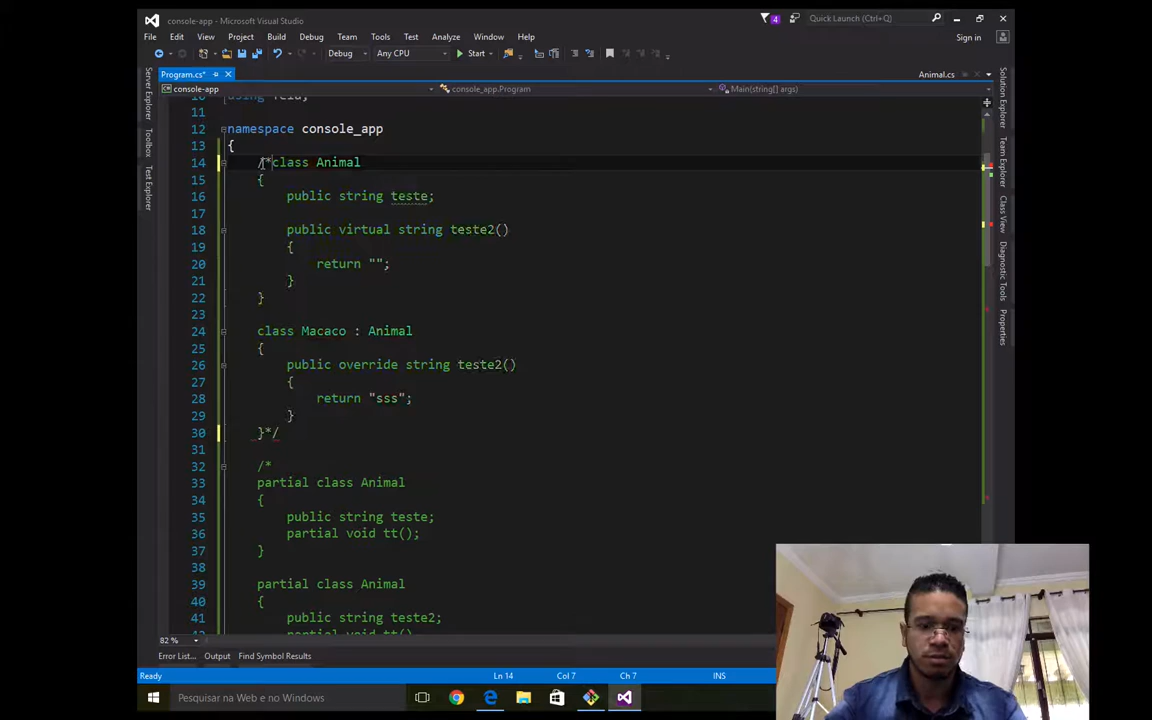 console-app - Microsoft Visual Studio
4
Quick Launch (Ctrl+Q)
File Edit View Project Build Debug Team Tools Test Analyze Window Help
Sign in
Debug Any CPU Start
Program.cs*
Animal.cs
console-app console_app.Program Main(string[] args)
Server Explorer
Toolbox
Test Explorer
Solution Explorer
Team Explorer
Class View
Diagnostic Tools
Properties
10 using Tela;
11
12 namespace console_app
13 {
14 /*class Animal
15 {
16 public string teste;
17
18 public virtual string teste2()
19 {
20 return "";
21 }
22 }
23
24 class Macaco : Animal
25 {
26 public override string teste2()
27 {
28 return "sss";
29 }
30 }*/
31
32 /*
33 partial class Animal
34 {
35 public string teste;
36 partial void tt();
37 }
38
39 partial class Animal
40 {
41 public string teste2;
42 partial void tt()
82 %
Error List... Output Find Symbol Results
Ready Ln 14 Ch 7 INS
Pesquisar na Web e no Windows